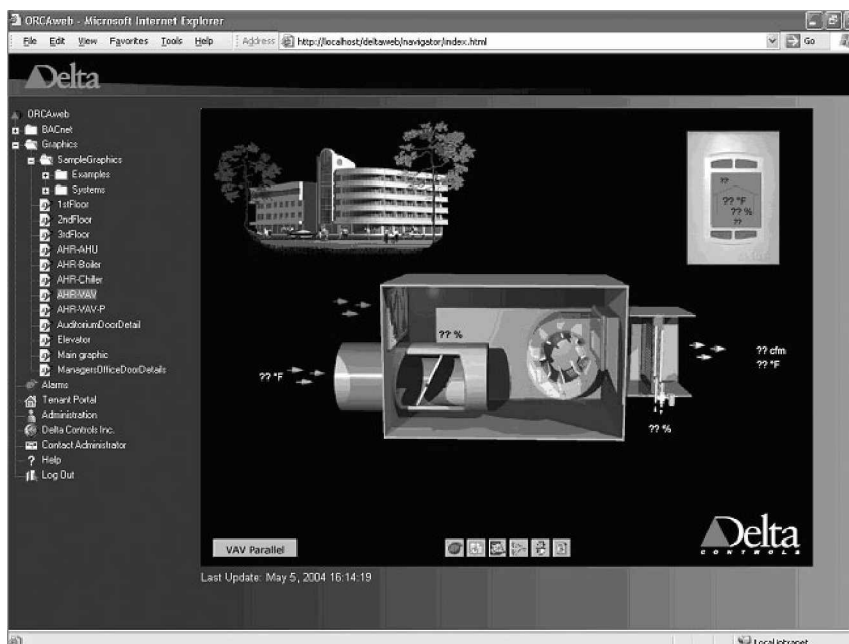 ORCAweb - Microsoft Internet Explorer
File Edit View Favorites Tools Help Address http://localhost/deltaweb/navigator/index.html Go
Delta
ORCAweb
BACnet
Graphics
SampleGraphics
Examples
Systems
1stFloor
2ndFloor
3rdFloor
AHR-AHU
AHR-Boiler
AHR-Chiller
AHR-VAV
AHR-VAV-P
AuditoriumDoorDetail
Elevator
Main graphic
ManagersOfficeDoorDetails
Alarms
Tenant Portal
Administration
Delta Controls Inc.
Contact Administrator
? Help
Log Out
??
?? °F
?? %
??
?? %
?? °F
?? cfm
?? °F
?? %
VAV Parallel
Delta
CONTROLS
Last Update: May 5, 2004 16:14:19
Local intranet